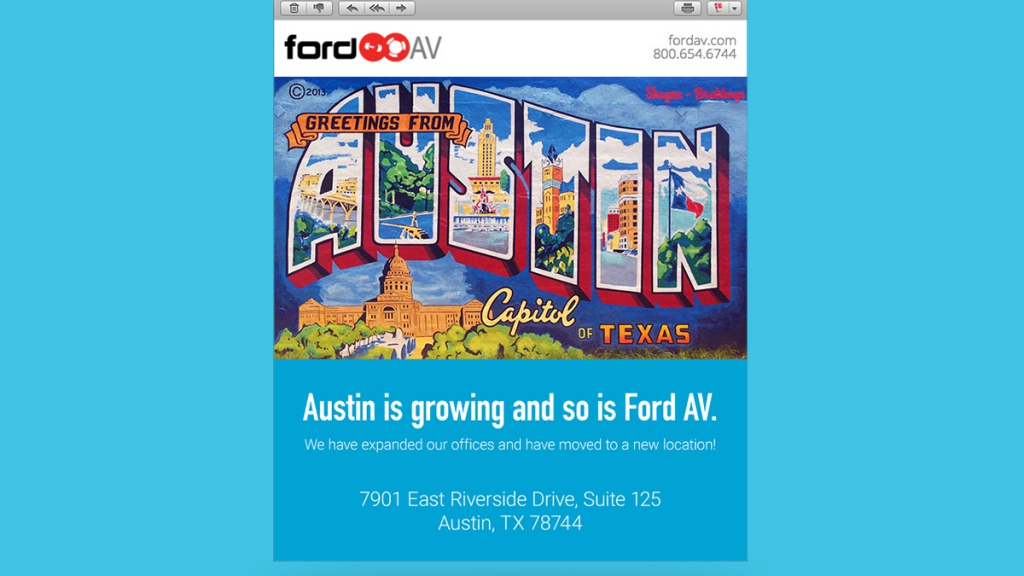 ford AV
fordav.com
800.654.6744
©2013
GREETINGS FROM
AUSTIN
Capitol
OF TEXAS
Austin is growing and so is Ford AV.
We have expanded our offices and have moved to a new location!
7901 East Riverside Drive, Suite 125
Austin, TX 78744